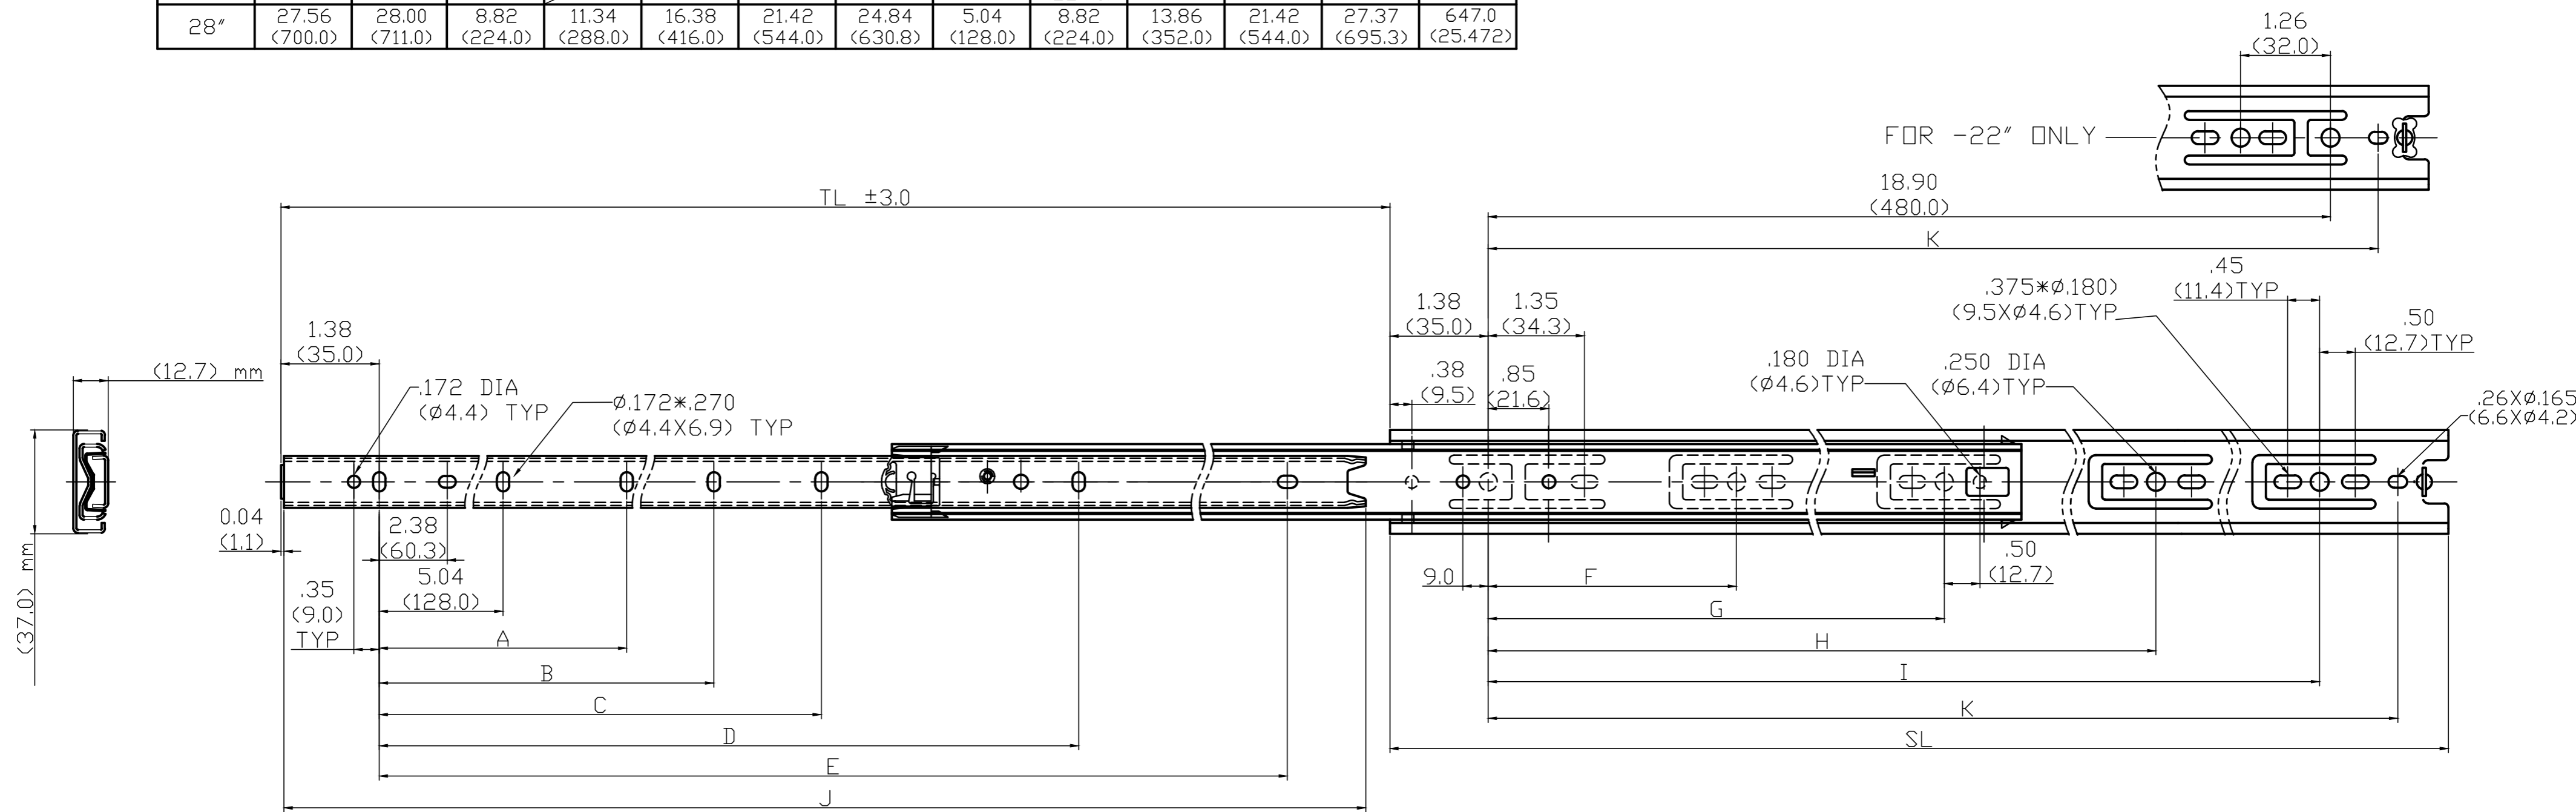 28″ 27.56 28.00 8.82 11.34 16.38 21.42 24.84 5.04 8.82 13.86 21.42 27.37 647.0
(700.0) (711.0) (224.0) (288.0) (416.0) (544.0) (630.8) (128.0) (224.0) (352.0) (544.0) (695.3) (25.472)
1.26
(32.0)
FOR -22″ ONLY
18.90
(480.0)
TL ±3.0
K
.45
(11.4)TYP
.375*Ø.180)
(9.5XØ4.6)TYP
1.38
(35.0)
1.35
(34.3)
.50
(12.7)TYP
1.38
(35.0)
(12.7) mm
.180 DIA
(Ø4.6)TYP
.250 DIA
(Ø6.4)TYP
.38
(9.5)
.85
(21.6)
.172 DIA
(Ø4.4) TYP
Ø.172*.270
(Ø4.4X6.9) TYP
.26XØ.165
(6.6XØ4.2)
0.04
(1.1)
2.38
(60.3)
5.04
(128.0)
.35
(9.0)
TYP
(37.0) mm
9.0
F
.50
(12.7)
G
A
H
B
I
C
K
D
SL
E
J